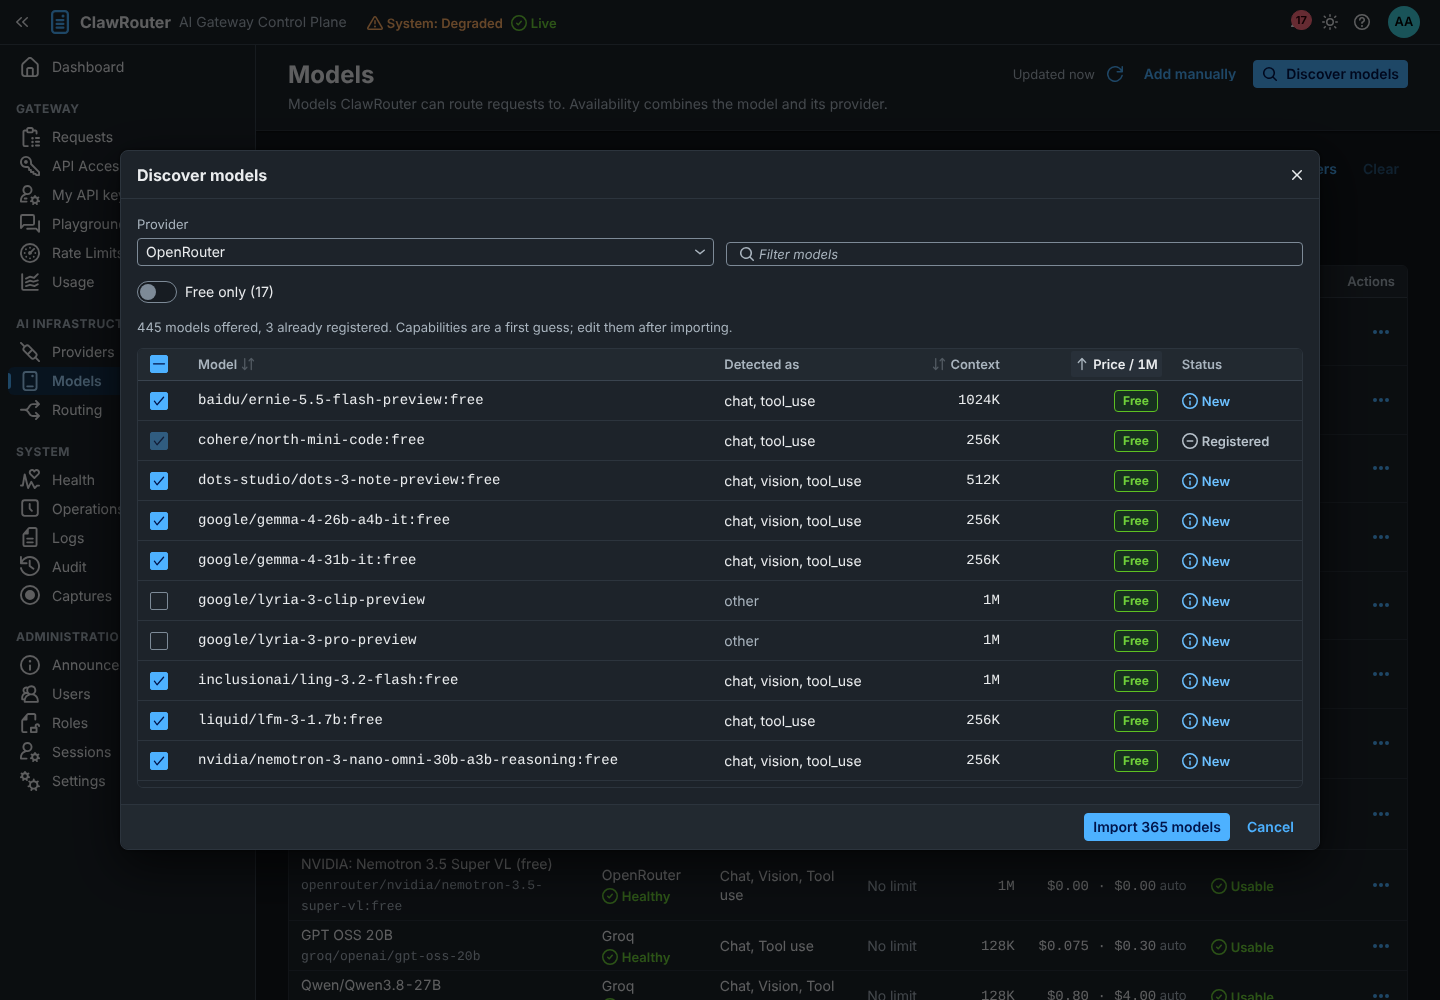 ClawRouter AI Gateway Control Plane System: Degraded Live 17 AA
Dashboard
GATEWAY
Requests
API Acces
My API key
Playgroun
Rate Limits
Usage
AI INFRASTRUCT
Providers
Models
Routing
SYSTEM
Health
Operations
Logs
Audit
Captures
ADMINISTRATIO
Announce
Users
Roles
Sessions
Settings
Models
Updated now Add manually Discover models
Models ClawRouter can route requests to. Availability combines the model and its provider.
ers Clear
Actions
Discover models
Provider
OpenRouter
Filter models
Free only (17)
445 models offered, 3 already registered. Capabilities are a first guess; edit them after importing.
Model Detected as Context Price / 1M Status
baidu/ernie-5.5-flash-preview:free chat, tool_use 1024K Free New
cohere/north-mini-code:free chat, tool_use 256K Free Registered
dots-studio/dots-3-note-preview:free chat, vision, tool_use 512K Free New
google/gemma-4-26b-a4b-it:free chat, vision, tool_use 256K Free New
google/gemma-4-31b-it:free chat, vision, tool_use 256K Free New
google/lyria-3-clip-preview other 1M Free New
google/lyria-3-pro-preview other 1M Free New
inclusionai/ling-3.2-flash:free chat, vision, tool_use 1M Free New
liquid/lfm-3-1.7b:free chat, tool_use 256K Free New
nvidia/nemotron-3-nano-omni-30b-a3b-reasoning:free chat, vision, tool_use 256K Free New
Import 365 models Cancel
NVIDIA: Nemotron 3.5 Super VL (free)
openrouter/nvidia/nemotron-3.5-
super-vl:free
OpenRouter
Healthy
Chat, Vision, Tool
use
No limit 1M $0.00 · $0.00 auto Usable
GPT OSS 20B
groq/openai/gpt-oss-20b
Groq
Healthy
Chat, Tool use No limit 128K $0.075 · $0.30 auto Usable
Qwen/Qwen3.8-27B
Groq
Chat, Vision, Tool
No limit 128K $0.80 · $4.00 auto Usable